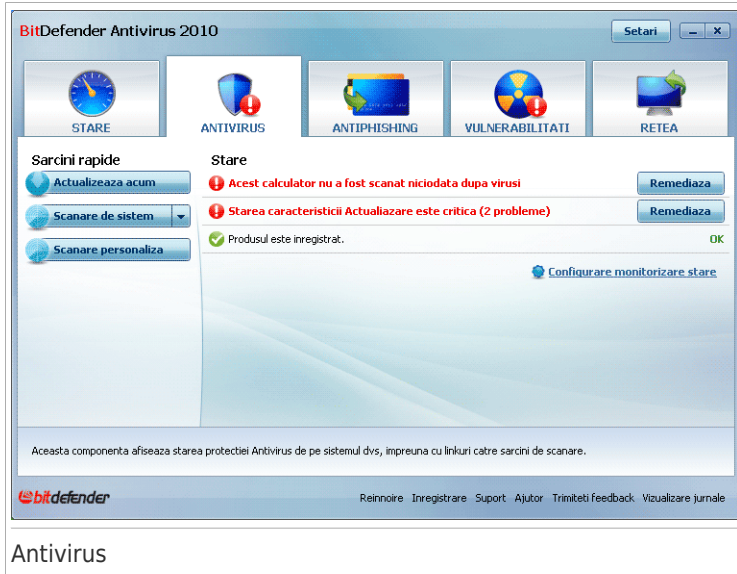 BitDefender Antivirus 2010
Setari
STARE
ANTIVIRUS
ANTIPHISHING
VULNERABILITATI
RETEA
Sarcini rapide
Actualizeaza acum
Scanare de sistem
Scanare personaliza
Stare
Acest calculator nu a fost scanat niciodata dupa virusi
Remediaza
Starea caracteristicii Actualiazare este critica (2 probleme)
Remediaza
Produsul este inregistrat.
OK
Configurare monitorizare stare
Aceasta componenta afiseaza starea protectiei Antivirus de pe sistemul dvs, impreuna cu linkuri catre sarcini de scanare.
bitdefender
Reinnoire Inregistrare Suport Ajutor Trimiteti feedback Vizualizare jurnale
Antivirus